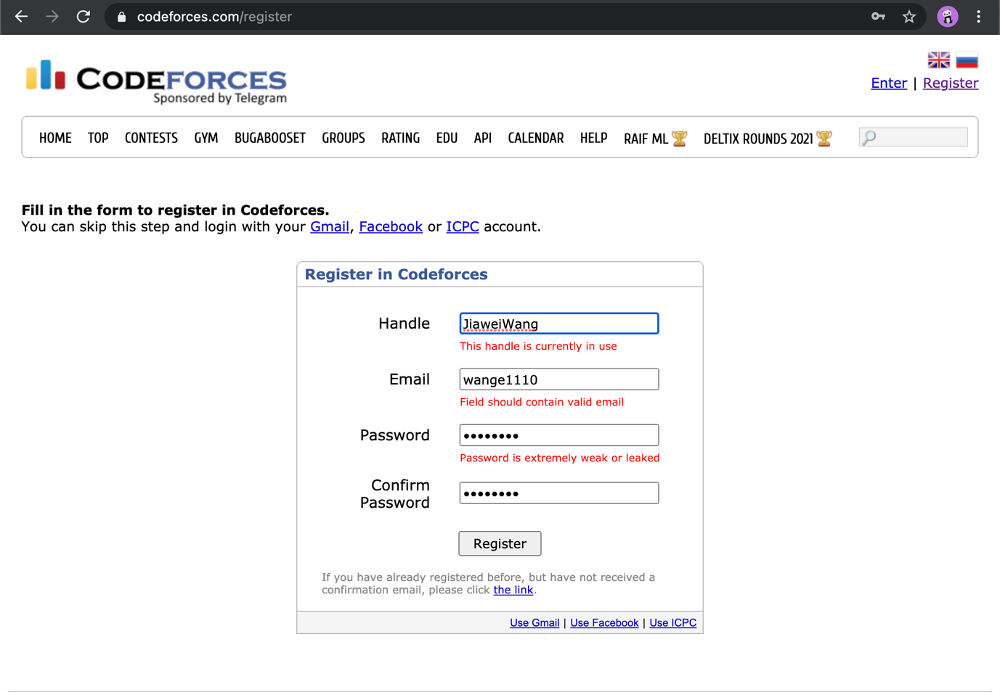 codeforces.com/register
CODEFORCES
Sponsored by Telegram
Enter | Register
HOME TOP CONTESTS GYM BUGABOOSET GROUPS RATING EDU API CALENDAR HELP RAIF ML DELTIX ROUNDS 2021
Fill in the form to register in Codeforces.
You can skip this step and login with your Gmail, Facebook or ICPC account.
Register in Codeforces
Handle JiaweiWang
This handle is currently in use
Email wange1110
Field should contain valid email
Password ••••••••
Password is extremely weak or leaked
Confirm
Password ••••••••
Register
If you have already registered before, but have not received a
confirmation email, please click the link.
Use Gmail | Use Facebook | Use ICPC